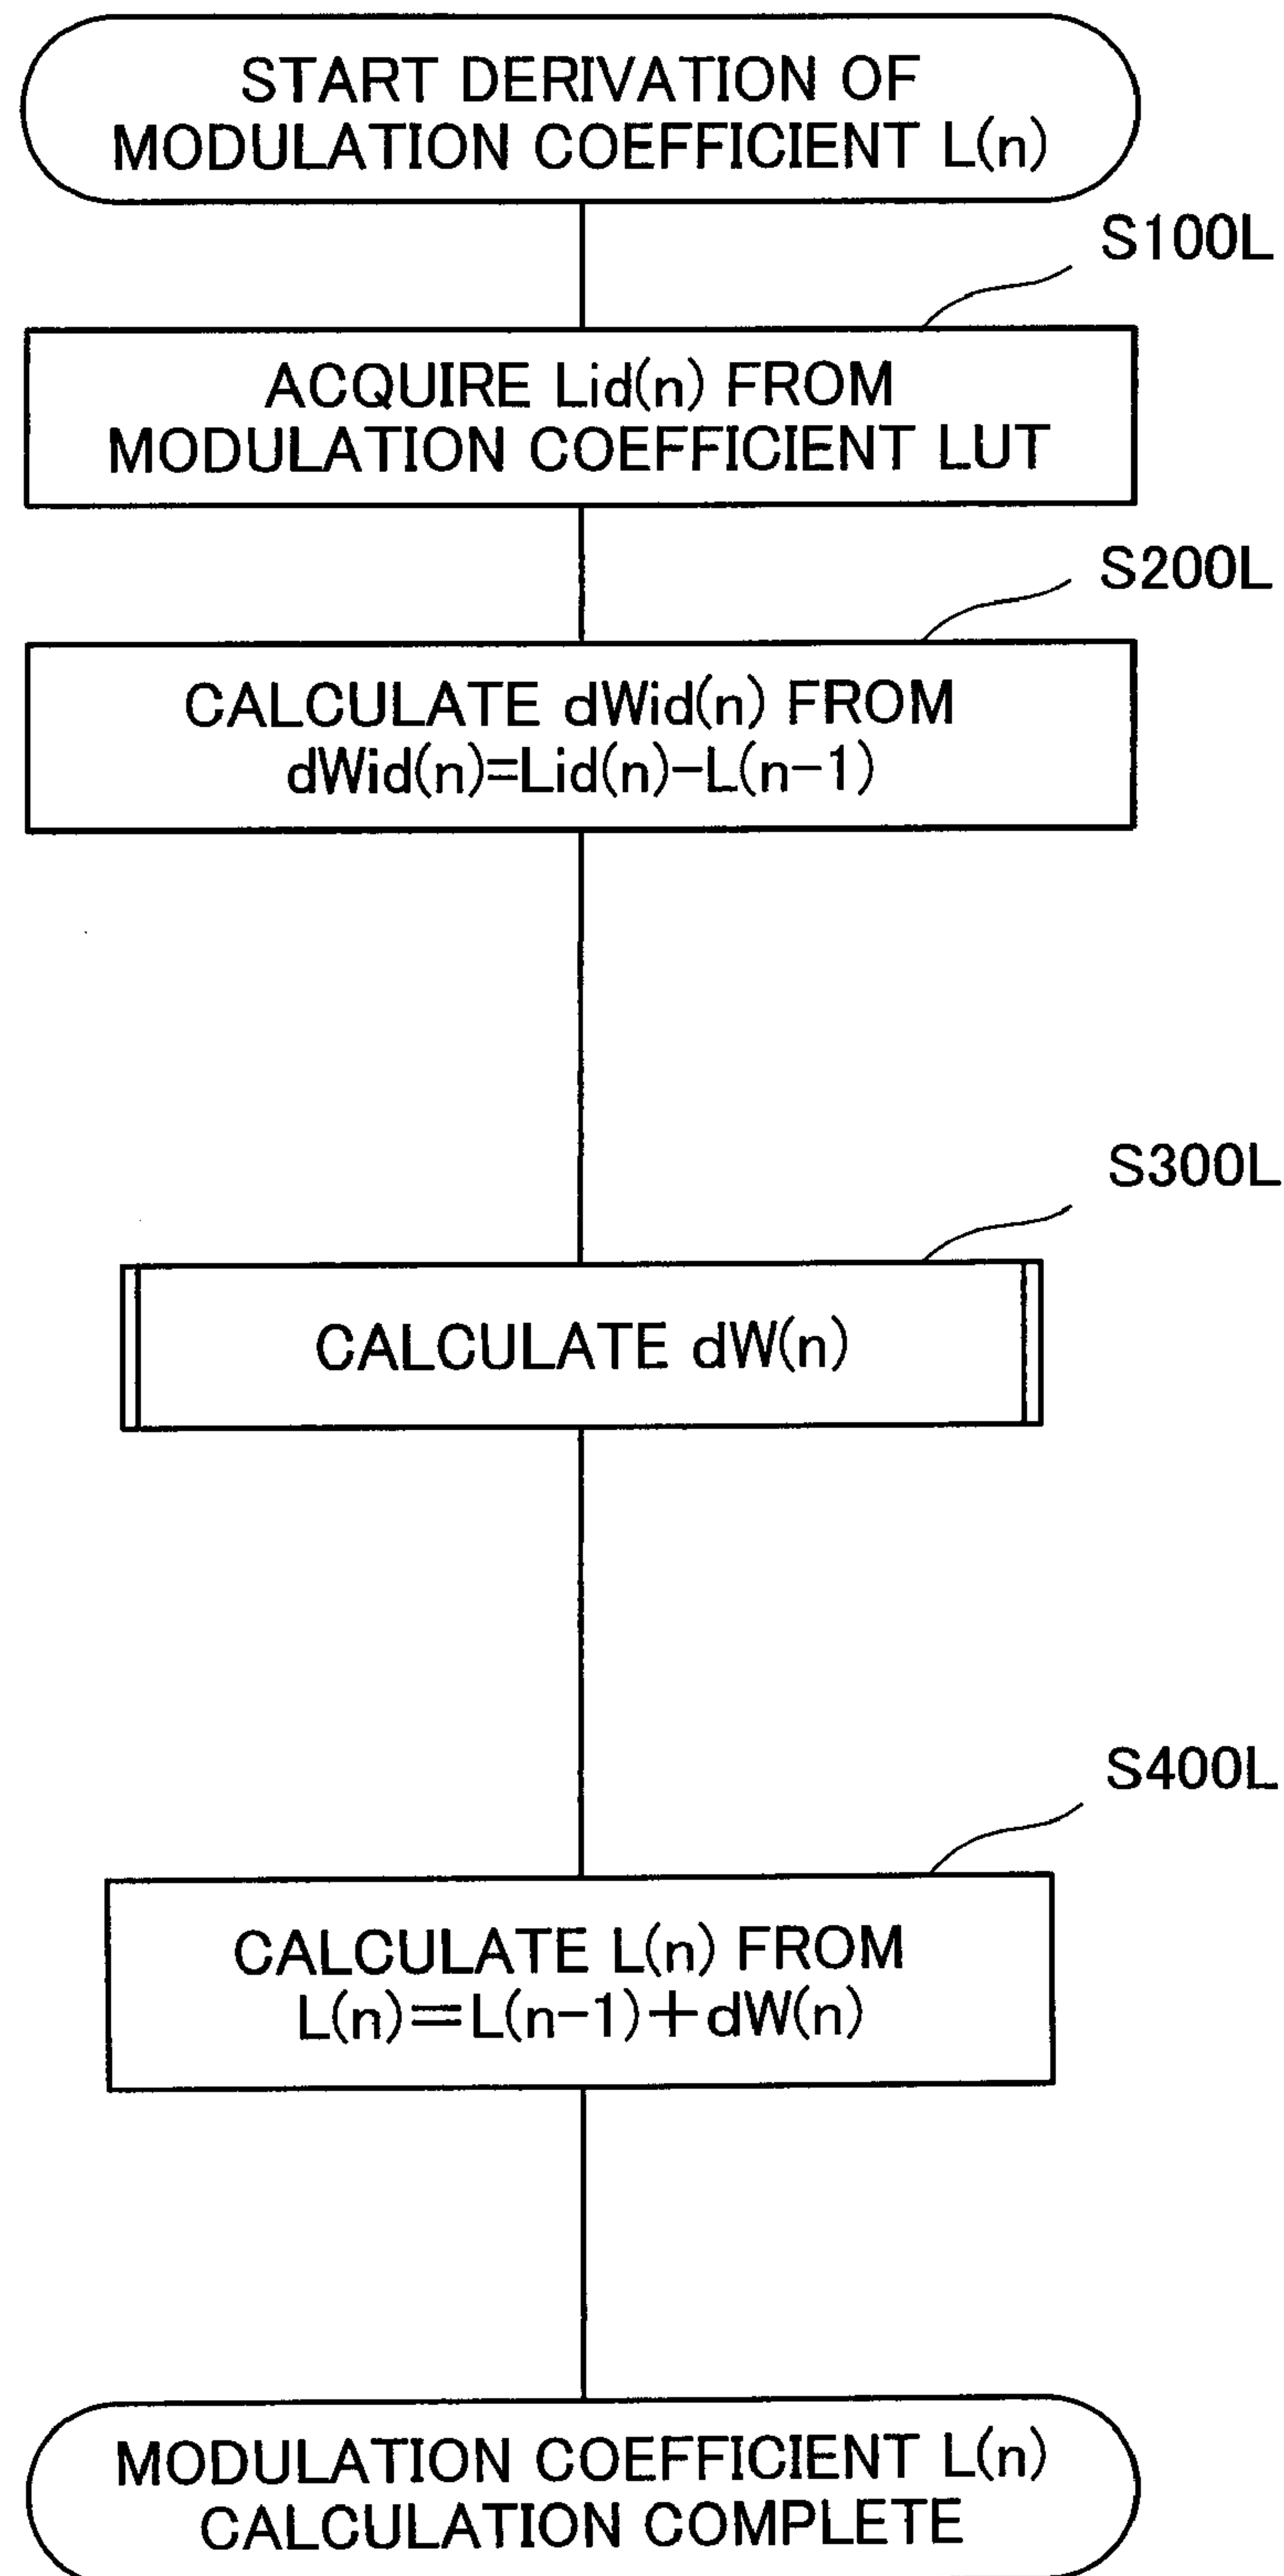 START DERIVATION OF
MODULATION COEFFICIENT L(n)
S100L
ACQUIRE Lid(n) FROM
MODULATION COEFFICIENT LUT
S200L
CALCULATE dWid(n) FROM
dWid(n)=Lid(n)-L(n-1)
S300L
CALCULATE dW(n)
S400L
CALCULATE L(n) FROM
L(n)=L(n-1)+dW(n)
MODULATION COEFFICIENT L(n)
CALCULATION COMPLETE